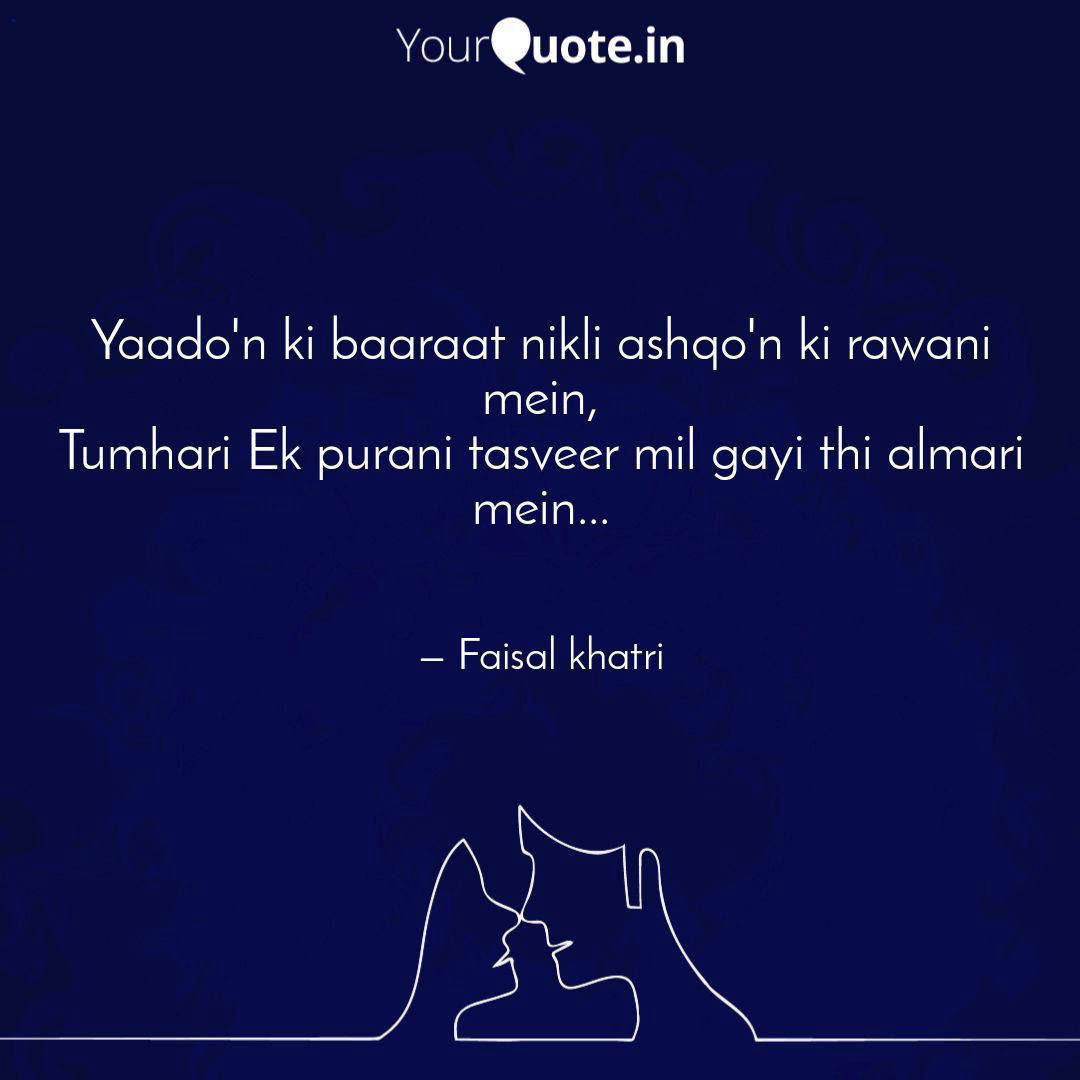 YourQuote.in
Yaado'n ki baaraat nikli ashqo'n ki rawani
mein,
Tumhari Ek purani tasveer mil gayi thi almari
mein...
– Faisal khatri